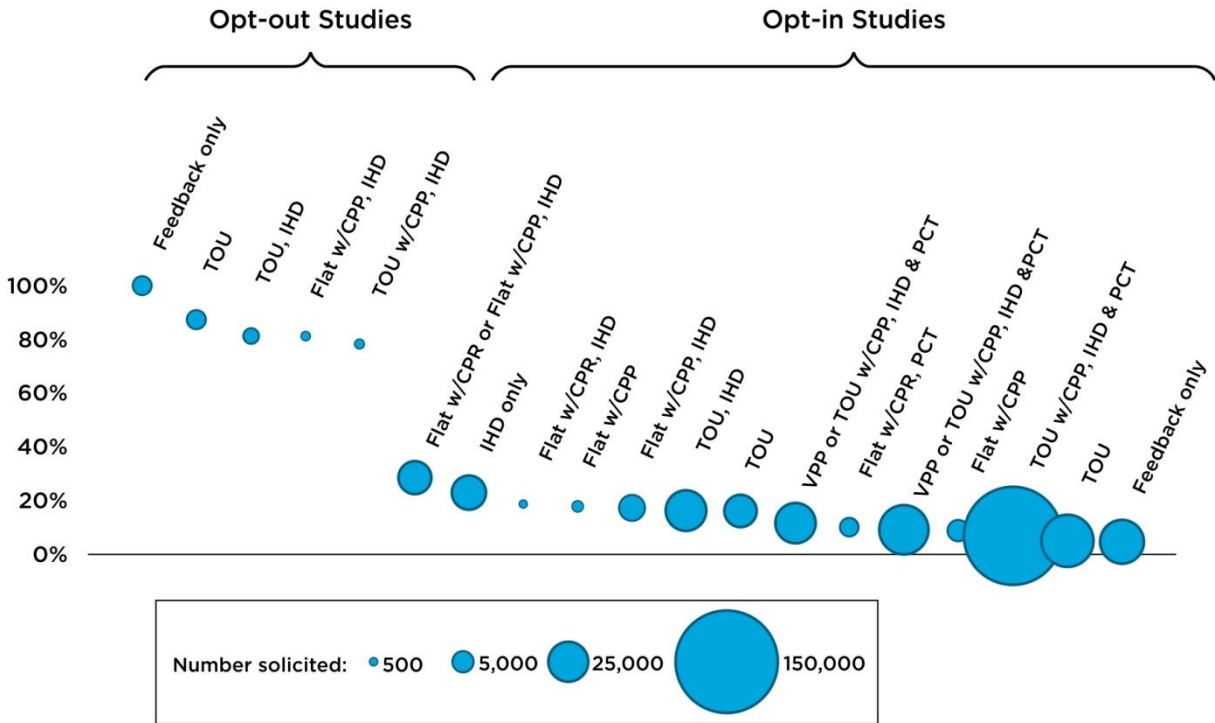 Opt-out Studies
Opt-in Studies
Feedback only
TOU
TOU, IHD
Flat w/CPP, IHD
TOU w/CPP, IHD
Flat w/CPR or Flat w/CPP, IHD
IHD only
Flat w/CPR, IHD
Flat w/CPP
Flat w/CPP, IHD
TOU, IHD
TOU
VPP or TOU w/CPP, IHD & PCT
Flat w/CPR, PCT
VPP or TOU w/CPP, IHD &PCT
Flat w/CPP
TOU w/CPP, IHD & PCT
TOU
Feedback only
100%
80%
60%
40%
20%
0%
Number solicited: 500 5,000 25,000 150,000